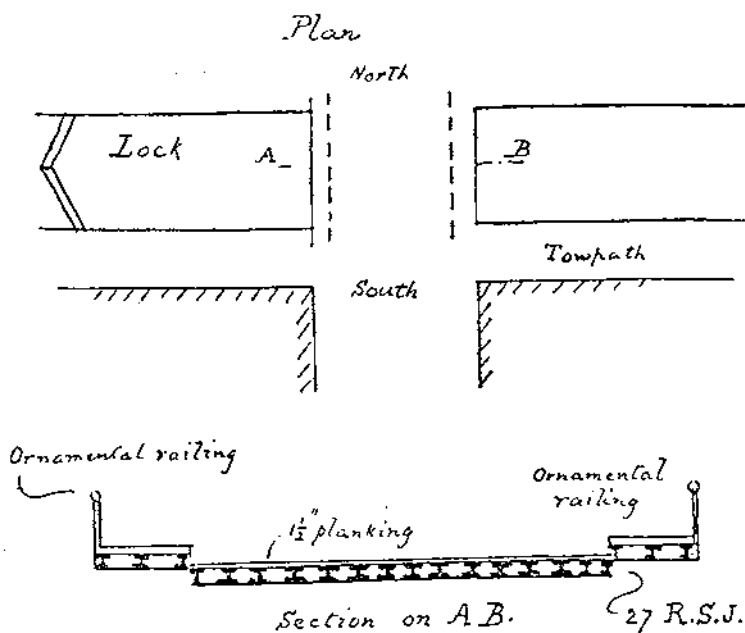 Plan
North
Lock
A
B
Towpath
South
Ornamental railing
Ornamental
railing
1½" planking
Section on A.B.
27 R.S.J.